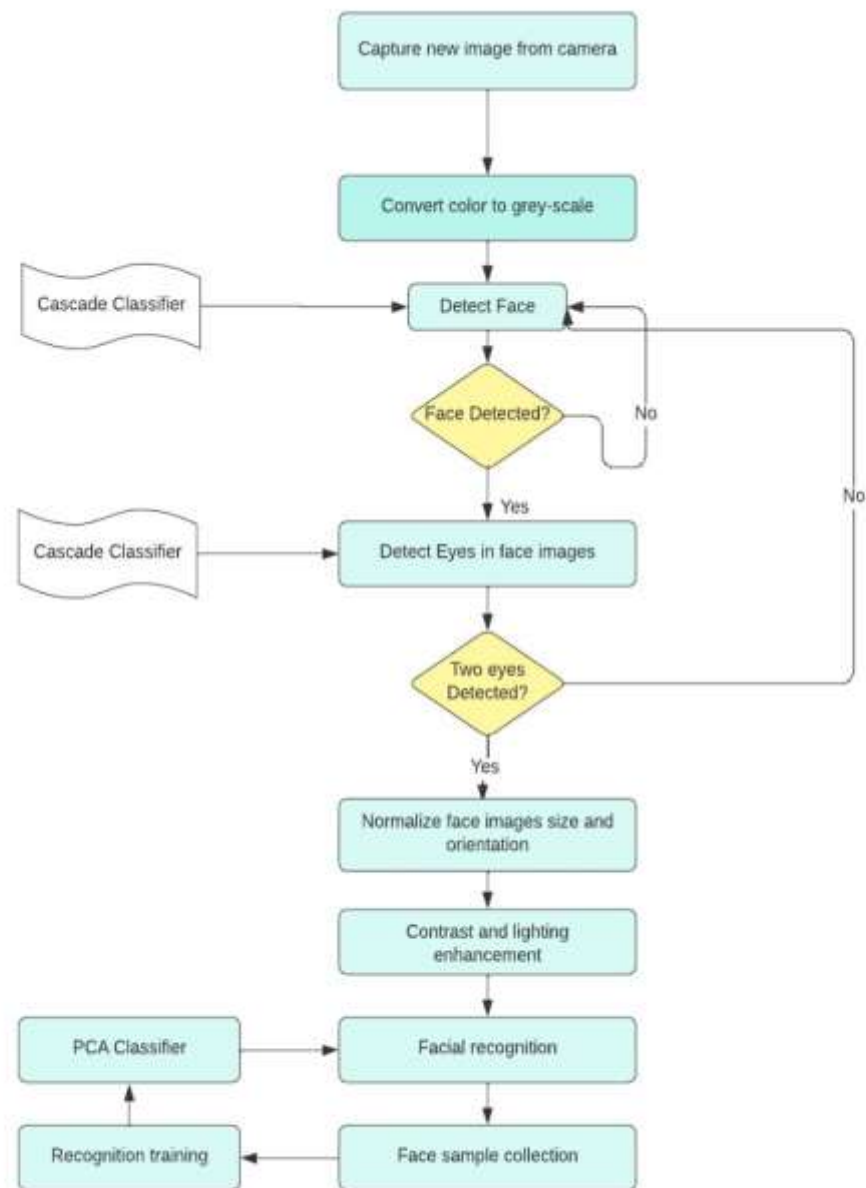 Capture new image from camera
Convert color to grey-scale
Cascade Classifier
Detect Face
Face Detected?
No
No
Yes
Cascade Classifier
Detect Eyes in face images
Two eyes
Detected?
Yes
Normalize face images size and
orientation
Contrast and lighting
enhancement
PCA Classifier
Facial recognition
Recognition training
Face sample collection